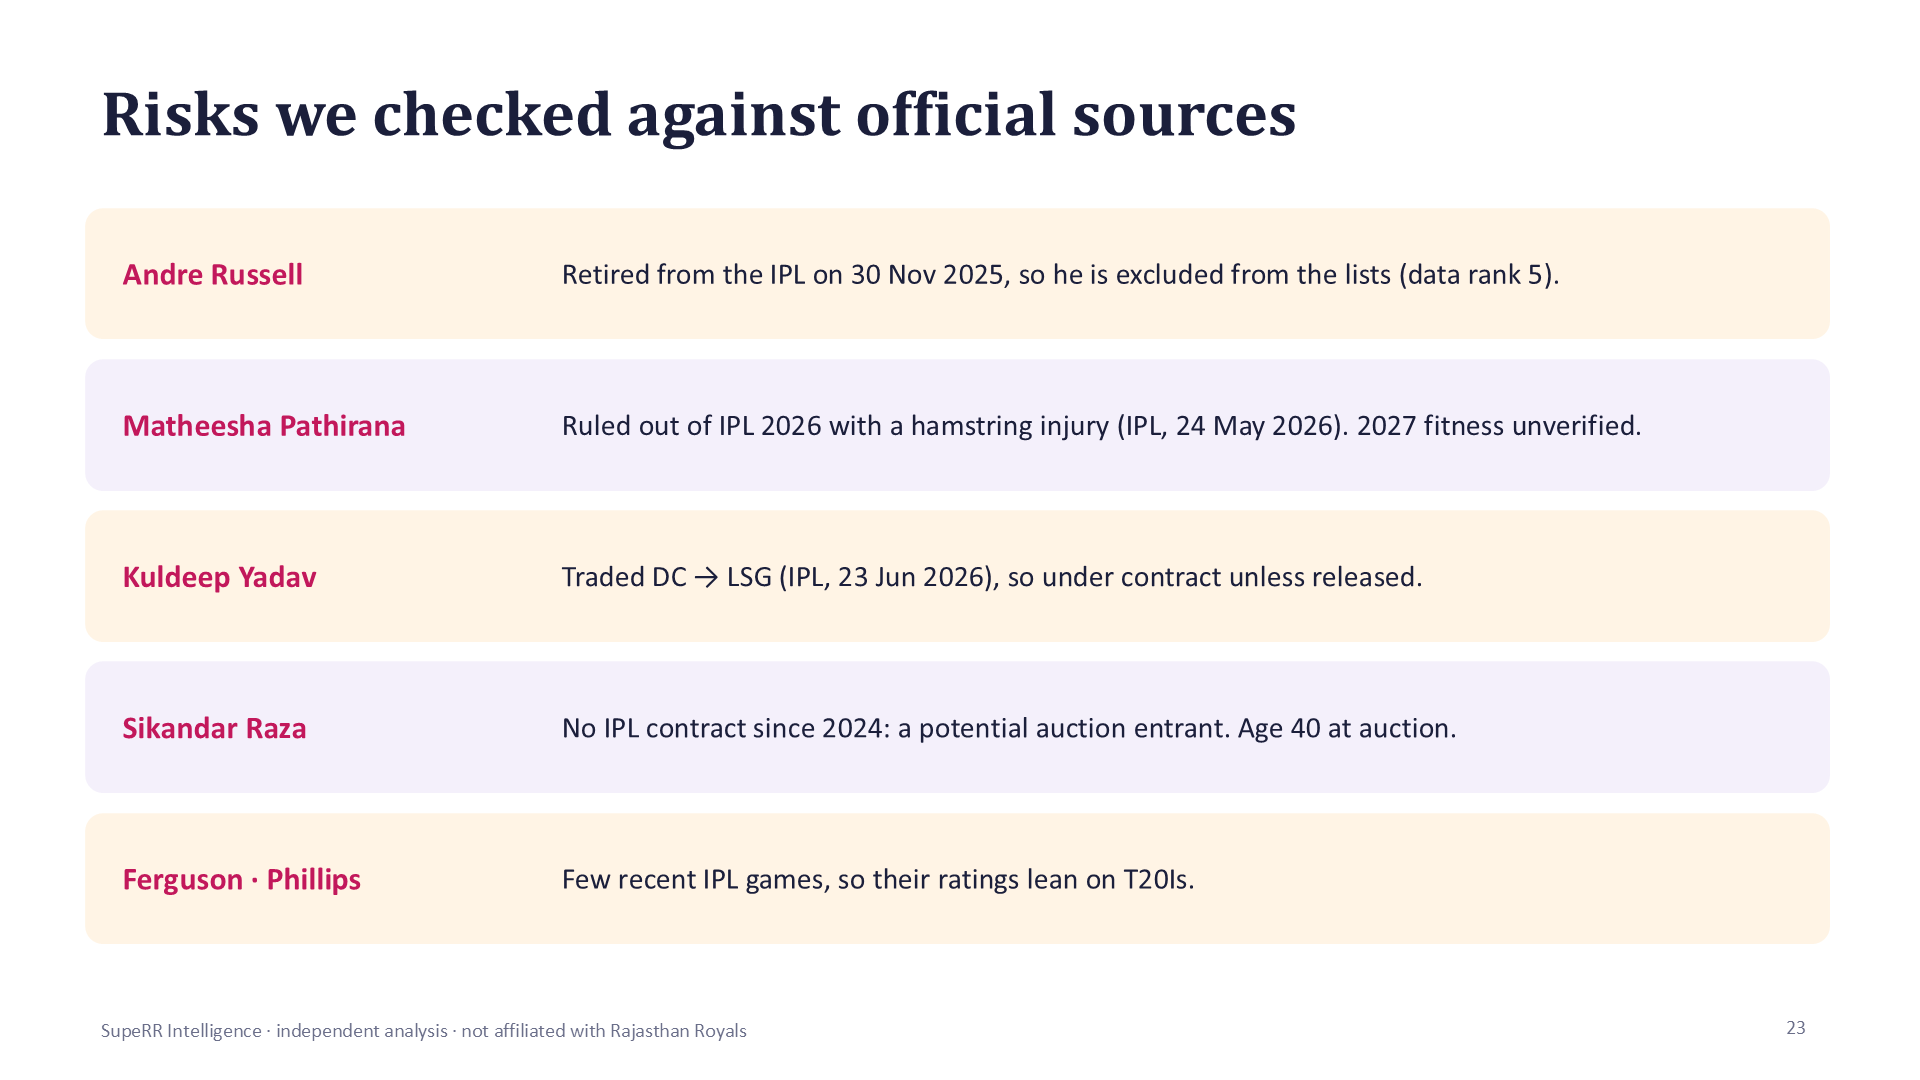 Risks we checked against official sources
Andre Russell
Retired from the IPL on 30 Nov 2025, so he is excluded from the lists (data rank 5).
Matheesha Pathirana
Ruled out of IPL 2026 with a hamstring injury (IPL, 24 May 2026). 2027 fitness unverified.
Kuldeep Yadav
Traded DC → LSG (IPL, 23 Jun 2026), so under contract unless released.
Sikandar Raza
No IPL contract since 2024: a potential auction entrant. Age 40 at auction.
Ferguson · Phillips
Few recent IPL games, so their ratings lean on T20Is.
SupeRR Intelligence · independent analysis · not affiliated with Rajasthan Royals
23